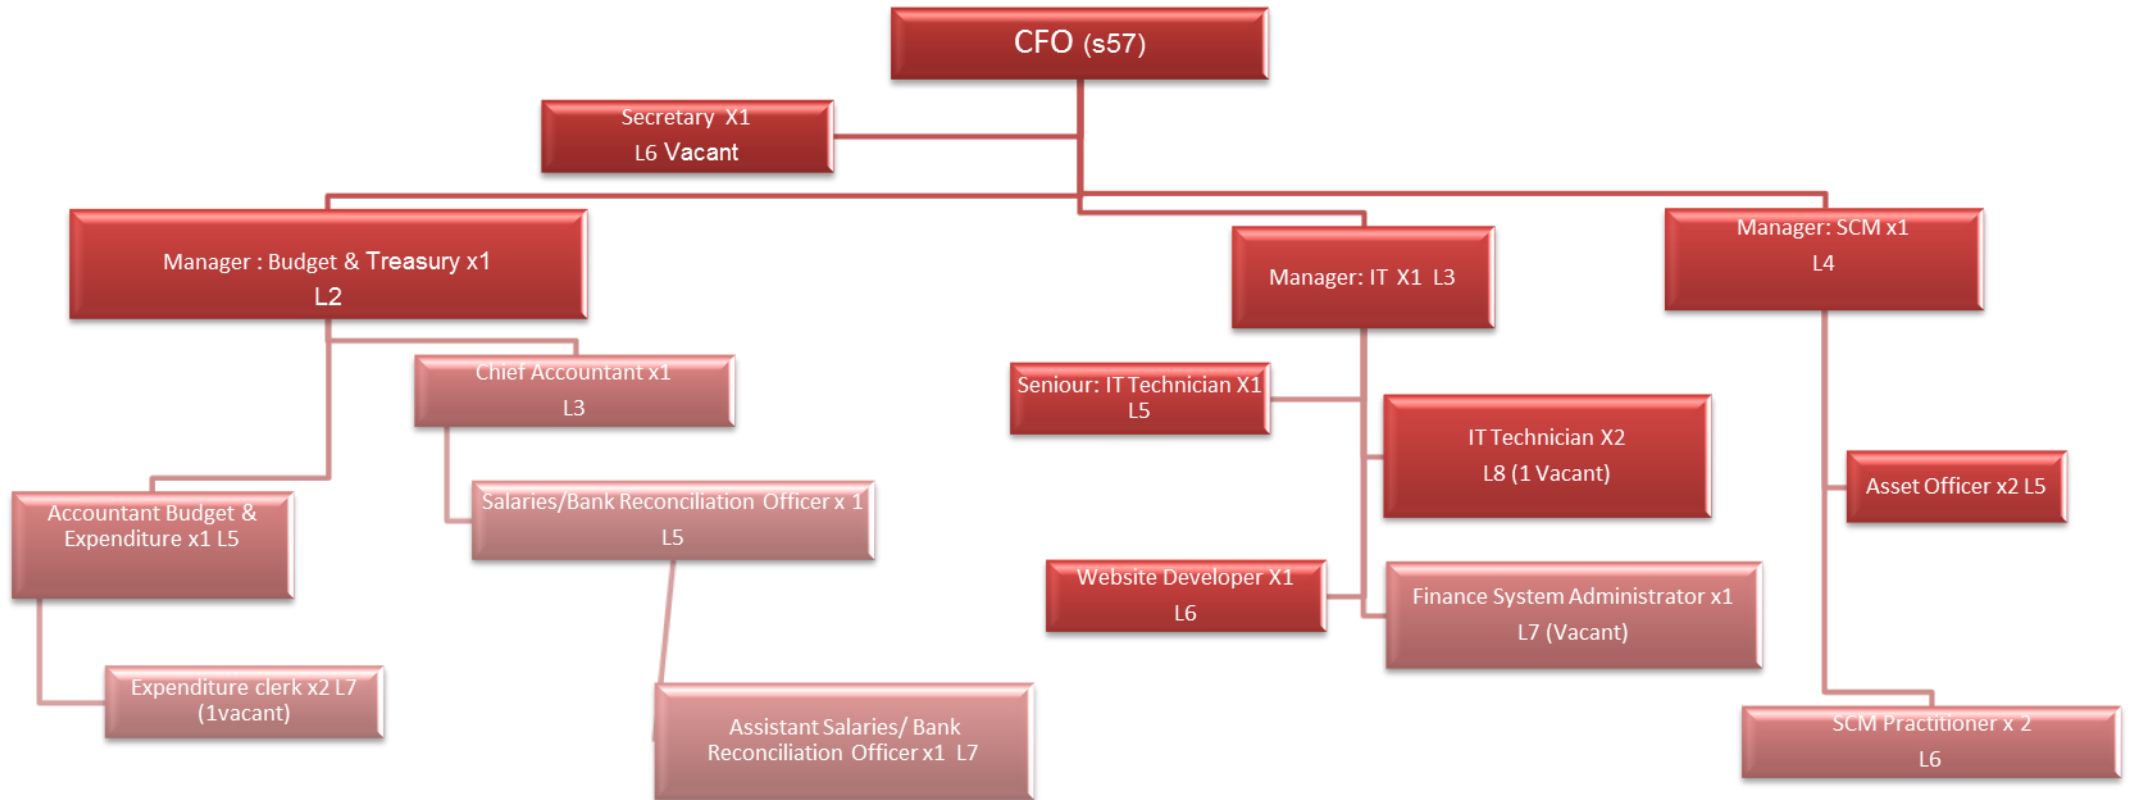 CFO (s57)
Secretary X1
L6 Vacant
Manager : Budget & Treasury x1
L2
Manager: IT X1 L3
Manager: SCM x1
L4
Chief Accountant x1
L3
Seniour: IT Technician X1
L5
IT Technician X2
L8 (1 Vacant)
Asset Officer x2 L5
Accountant Budget &
Expenditure x1 L5
Salaries/Bank Reconciliation Officer x 1
L5
Website Developer X1
L6
Finance System Administrator x1
L7 (Vacant)
Expenditure clerk x2 L7
(1vacant)
Assistant Salaries/ Bank
Reconciliation Officer x1 L7
SCM Practitioner x 2
L6